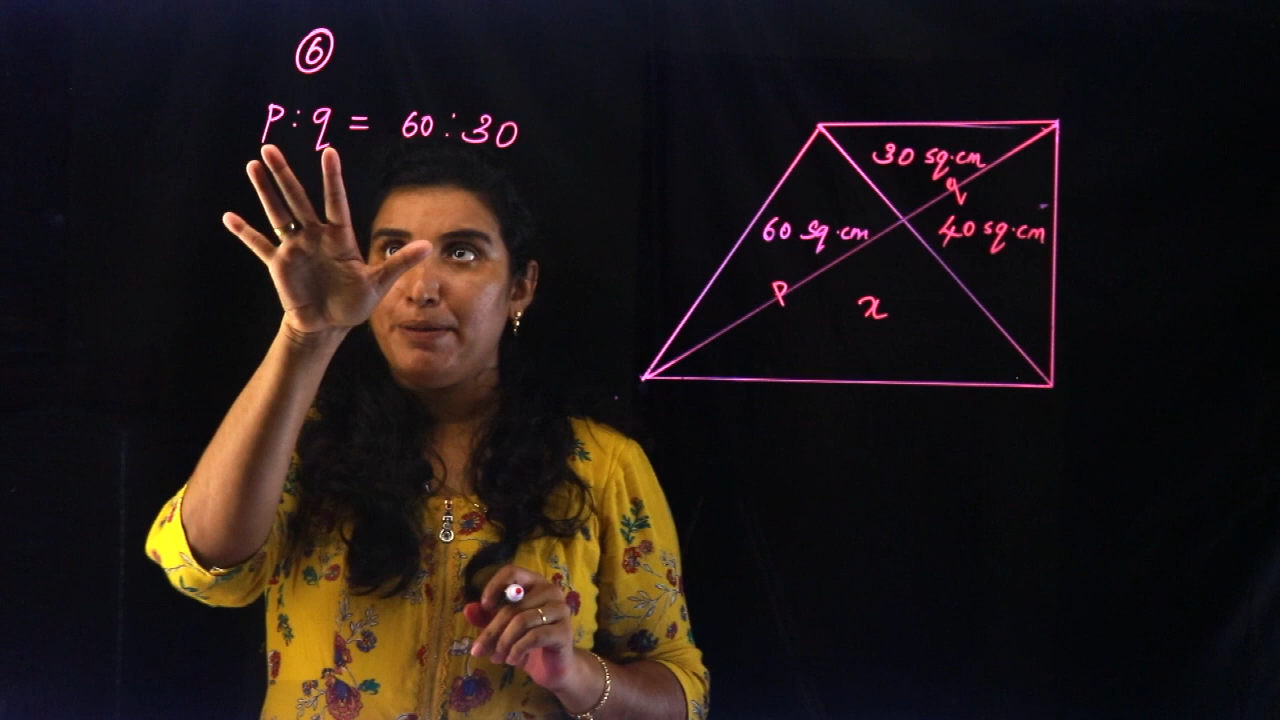 6
P : q = 60 : 30
30 sq.cm
q
60 sq.cm
40 sq.cm
P
x